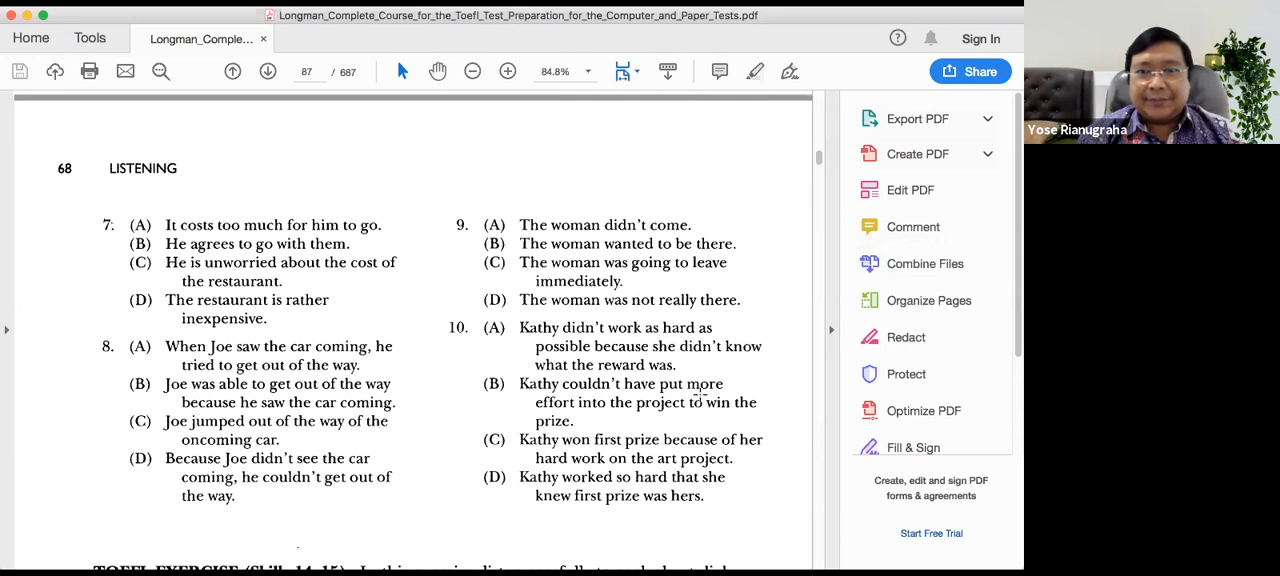 Longman_Complete_Course_for_the_Toefl_Test_Preparation_for_the_Computer_and_Paper_Tests.pdf
Home
Tools
Longman_Comple... ×
Sign In
87 / 687
84.8%
Share
68 LISTENING
7. (A) It costs too much for him to go.
(B) He agrees to go with them.
(C) He is unworried about the cost of
the restaurant.
(D) The restaurant is rather
inexpensive.
8. (A) When Joe saw the car coming, he
tried to get out of the way.
(B) Joe was able to get out of the way
because he saw the car coming.
(C) Joe jumped out of the way of the
oncoming car.
(D) Because Joe didn't see the car
coming, he couldn't get out of
the way.
9. (A) The woman didn't come.
(B) The woman wanted to be there.
(C) The woman was going to leave
immediately.
(D) The woman was not really there.
10. (A) Kathy didn't work as hard as
possible because she didn't know
what the reward was.
(B) Kathy couldn't have put more
effort into the project to win the
prize.
(C) Kathy won first prize because of her
hard work on the art project.
(D) Kathy worked so hard that she
knew first prize was hers.
Export PDF
Create PDF
Edit PDF
Comment
Combine Files
Organize Pages
Redact
Protect
Optimize PDF
Fill & Sign
Create, edit and sign PDF
forms & agreements
Start Free Trial
Yose Rianugraha